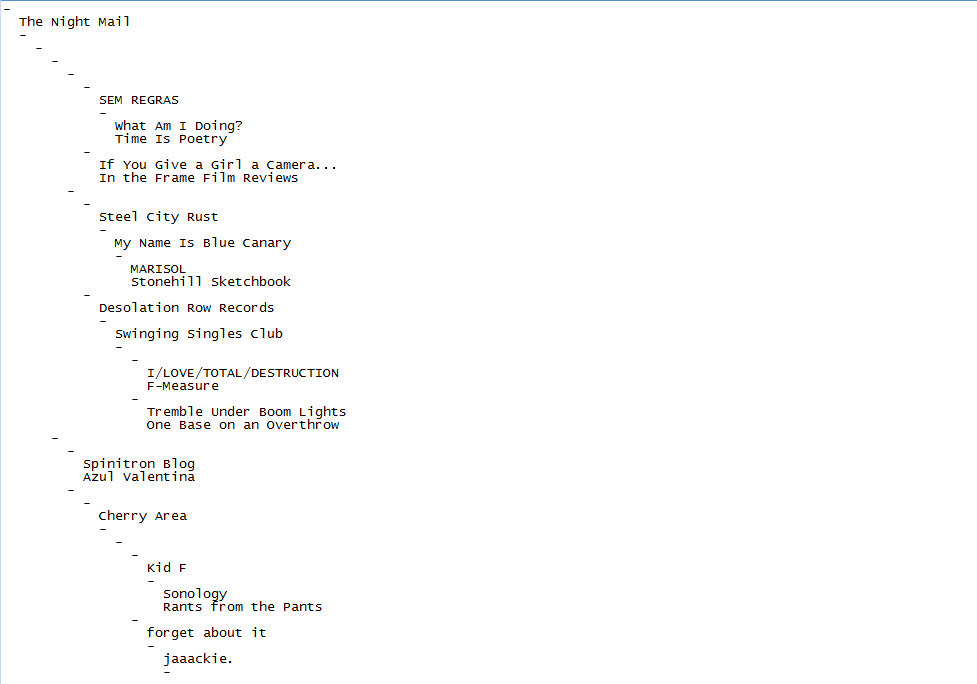 -
The Night Mail
-
-
-
-
-
SEM REGRAS
-
What Am I Doing?
Time Is Poetry
-
If You Give a Girl a Camera...
In the Frame Film Reviews
-
-
Steel City Rust
-
My Name Is Blue Canary
-
MARISOL
Stonehill Sketchbook
-
Desolation Row Records
-
Swinging Singles Club
-
-
I/LOVE/TOTAL/DESTRUCTION
F-Measure
-
Tremble Under Boom Lights
One Base on an Overthrow
-
-
Spinitron Blog
Azul Valentina
-
-
Cherry Area
-
-
-
Kid F
-
Sonology
Rants from the Pants
-
forget about it
-
jaaackie.
-